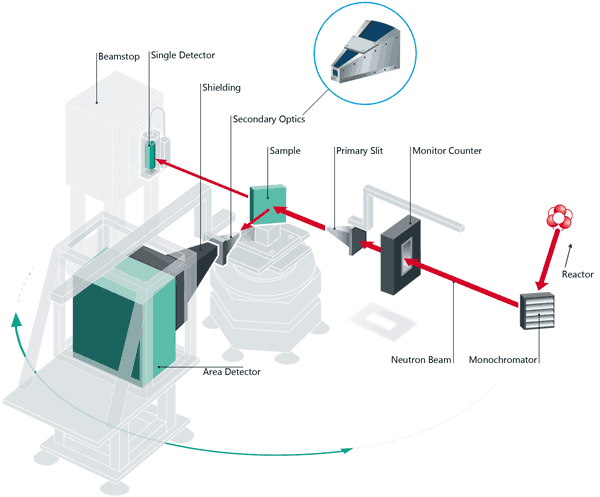 Single Detector
Beamstop
Shielding
Secondary Optics
Sample
Primary Slit
Monitor Counter
Reactor
Neutron Beam
Monochromator
Area Detector